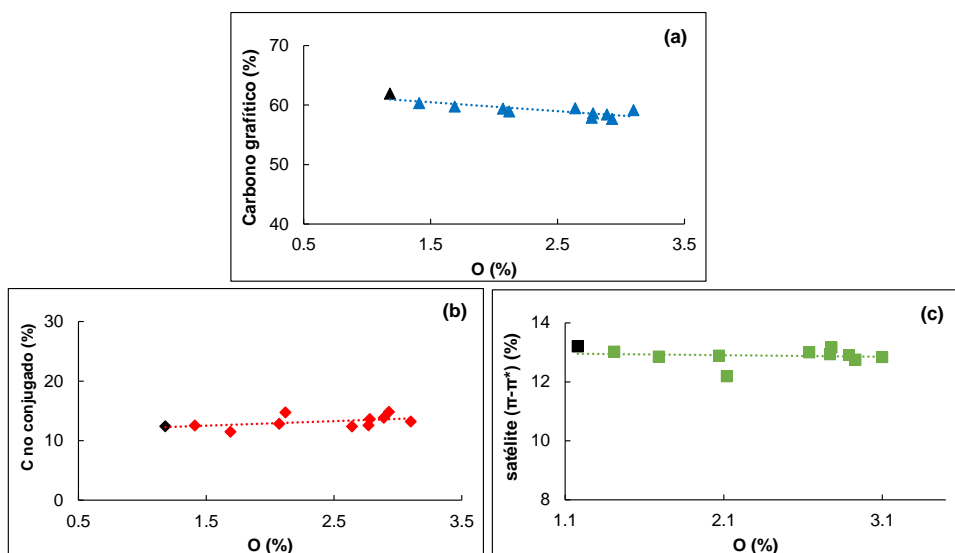 (a)
Carbono grafítico (%)
70
60
50
40
0.5 1.5 2.5 3.5
O (%)
(b)
C no conjugado (%)
30
20
10
0
0.5 1.5 2.5 3.5
O (%)
(c)
satélite (π-π*) (%)
14
12
10
8
1.1 2.1 3.1
O (%)